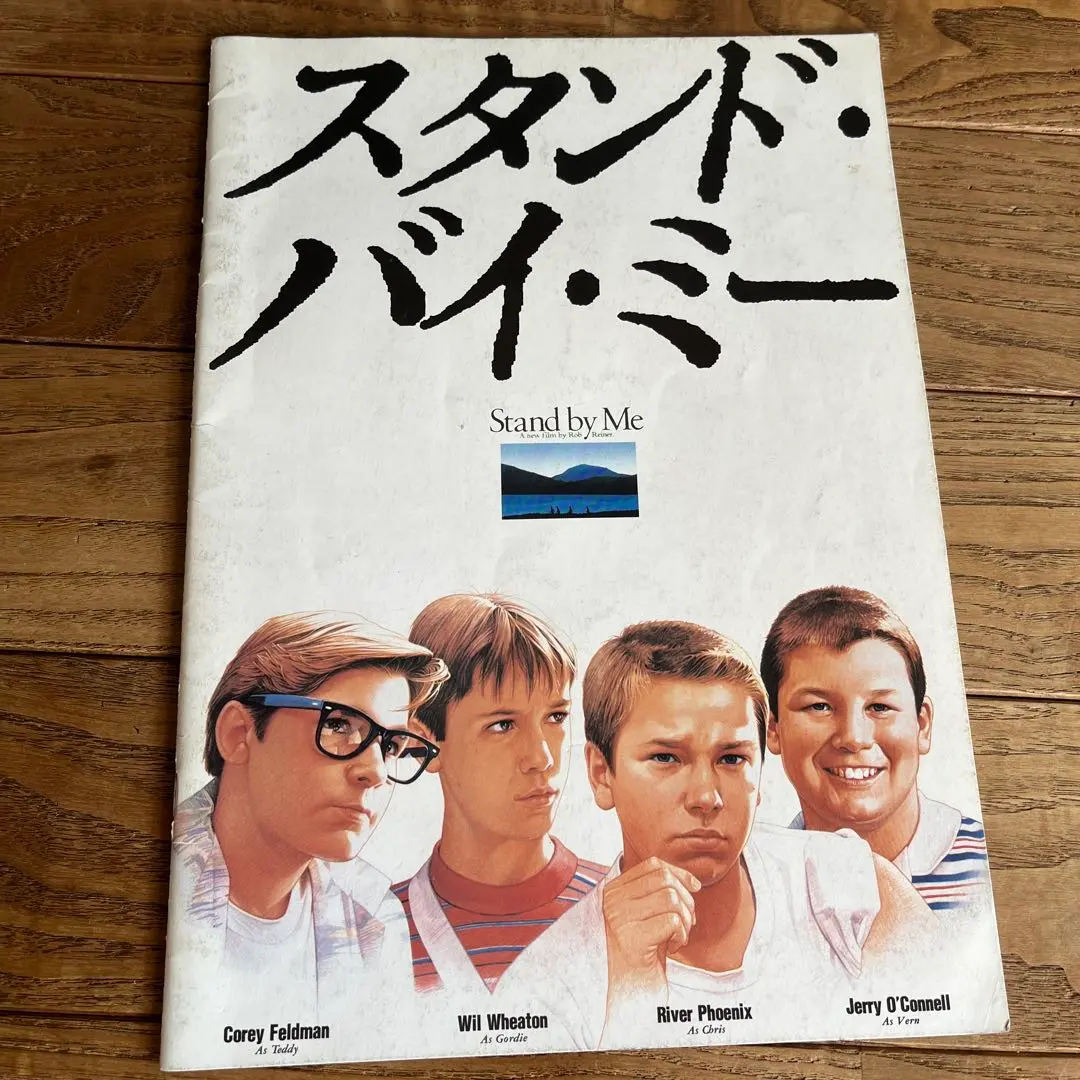 スタンド・
バイ・ミー
Stand by Me
A new film by Rob Reiner.
Corey Feldman
As Teddy
Wil Wheaton
As Gordie
River Phoenix
As Chris
Jerry O'Connell
As Vern